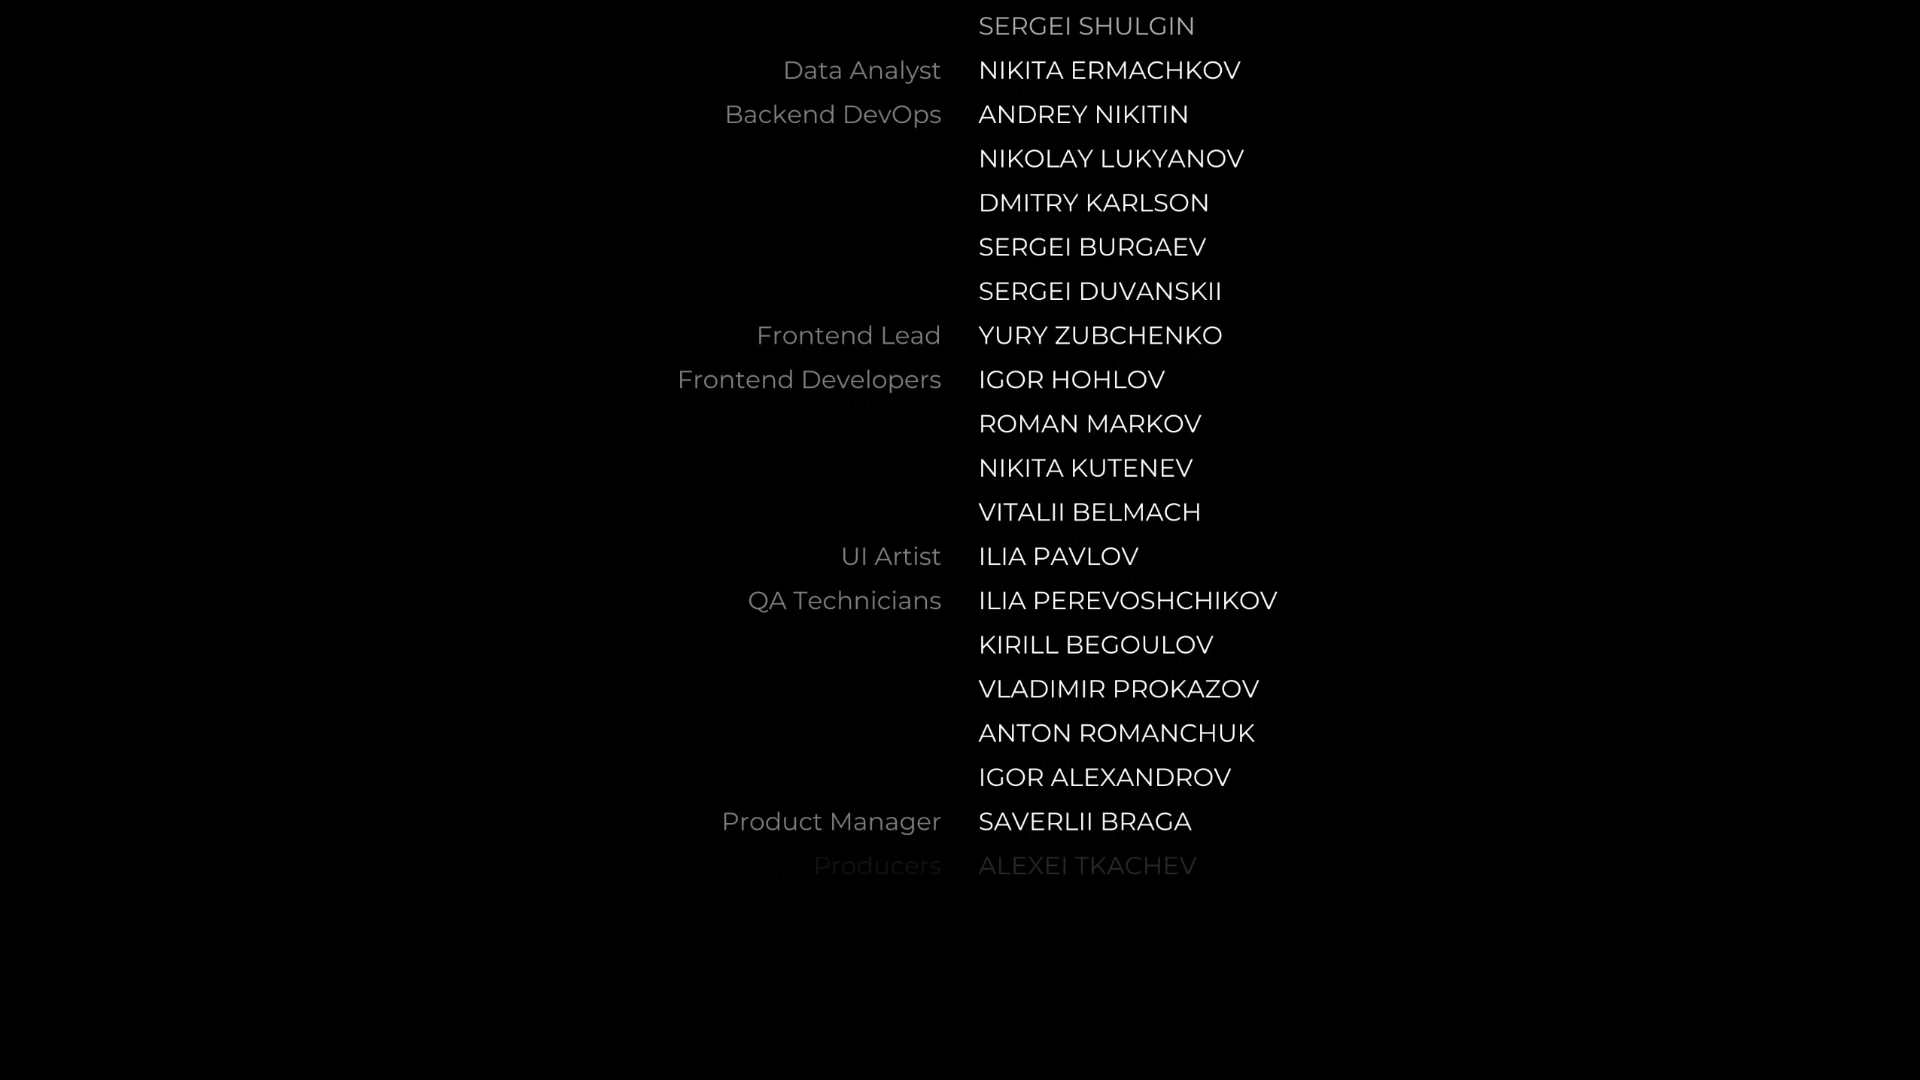 SERGEI SHULGIN
Data Analyst NIKITA ERMACHKOV
Backend DevOps ANDREY NIKITIN
NIKOLAY LUKYANOV
DMITRY KARLSON
SERGEI BURGAEV
SERGEI DUVANSKII
Frontend Lead YURY ZUBCHENKO
Frontend Developers IGOR HOHLOV
ROMAN MARKOV
NIKITA KUTENEV
VITALII BELMACH
UI Artist ILIA PAVLOV
QA Technicians ILIA PEREVOSHCHIKOV
KIRILL BEGOULOV
VLADIMIR PROKAZOV
ANTON ROMANCHUK
IGOR ALEXANDROV
Product Manager SAVERLII BRAGA
Producers ALEXEI TKACHEV